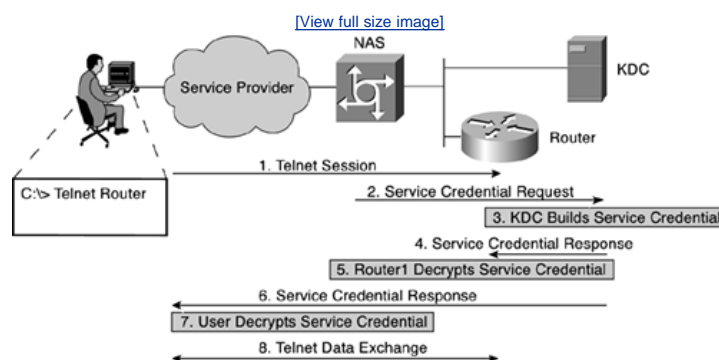 [View full size image]
NAS
Service Provider
KDC
Router
1. Telnet Session
C:\> Telnet Router
2. Service Credential Request
3. KDC Builds Service Credential
4. Service Credential Response
5. Router1 Decrypts Service Credential
6. Service Credential Response
7. User Decrypts Service Credential
8. Telnet Data Exchange